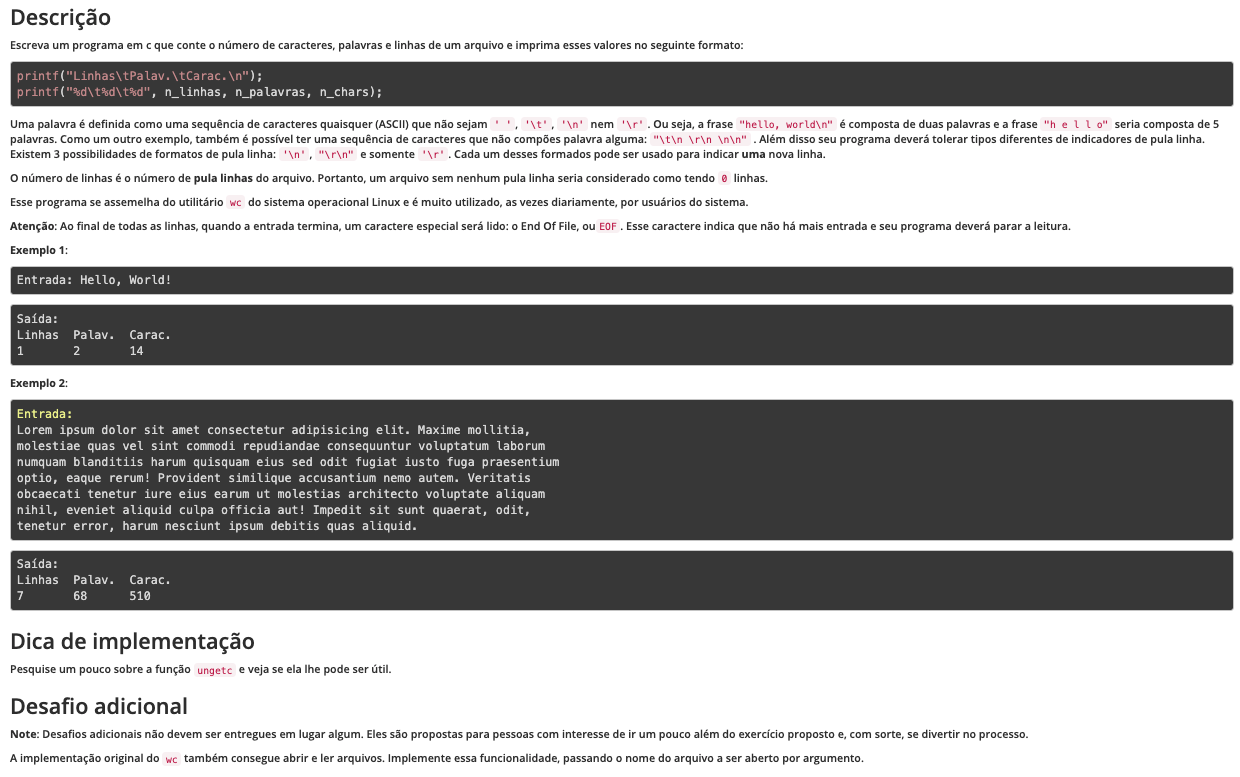 Descrição
Escreva um programa em c que conte o número de caracteres, palavras e linhas de um arquivo e imprima esses valores no seguinte formato:
printf("Linhas\tPalav.\tCarac.\n");
printf("%d\t%d\t%d", n_linhas, n_palavras, n_chars);
Uma palavra é definida como uma sequência de caracteres quaisquer (ASCII) que não sejam ' ', '\t', '\n' nem '\r'. Ou seja, a frase "hello, world\n" é composta de duas palavras e a frase "h e l l o" seria composta de 5
palavras. Como um outro exemplo, também é possível ter uma sequência de caracteres que não compões palavra alguma: "\t\n \r\n \n\n". Além disso seu programa deverá tolerar tipos diferentes de indicadores de pula linha.
Existem 3 possibilidades de formatos de pula linha: '\n', "\r\n" e somente '\r'. Cada um desses formados pode ser usado para indicar uma nova linha.
O número de linhas é o número de pula linhas do arquivo. Portanto, um arquivo sem nenhum pula linha seria considerado como tendo 0 linhas.
Esse programa se assemelha do utilitário wc do sistema operacional Linux e é muito utilizado, as vezes diariamente, por usuários do sistema.
Atenção: Ao final de todas as linhas, quando a entrada termina, um caractere especial será lido: o End Of File, ou EOF. Esse caractere indica que não há mais entrada e seu programa deverá parar a leitura.
Exemplo 1:
Entrada: Hello, World!
Saída:
Linhas Palav. Carac.
1 2 14
Exemplo 2:
Entrada:
Lorem ipsum dolor sit amet consectetur adipisicing elit. Maxime mollitia,
molestiae quas vel sint commodi repudiandae consequuntur voluptatum laborum
numquam blanditiis harum quisquam eius sed odit fugiat iusto fuga praesentium
optio, eaque rerum! Provident similique accusantium nemo autem. Veritatis
obcaecati tenetur iure eius earum ut molestias architecto voluptate aliquam
nihil, eveniet aliquid culpa officia aut! Impedit sit sunt quaerat, odit,
tenetur error, harum nesciunt ipsum debitis quas aliquid.
Saída:
Linhas Palav. Carac.
7 68 510
Dica de implementação
Pesquise um pouco sobre a função ungetc e veja se ela lhe pode ser útil.
Desafio adicional
Note: Desafios adicionais não devem ser entregues em lugar algum. Eles são propostas para pessoas com interesse de ir um pouco além do exercício proposto e, com sorte, se divertir no processo.
A implementação original do wc também consegue abrir e ler arquivos. Implemente essa funcionalidade, passando o nome do arquivo a ser aberto por argumento.